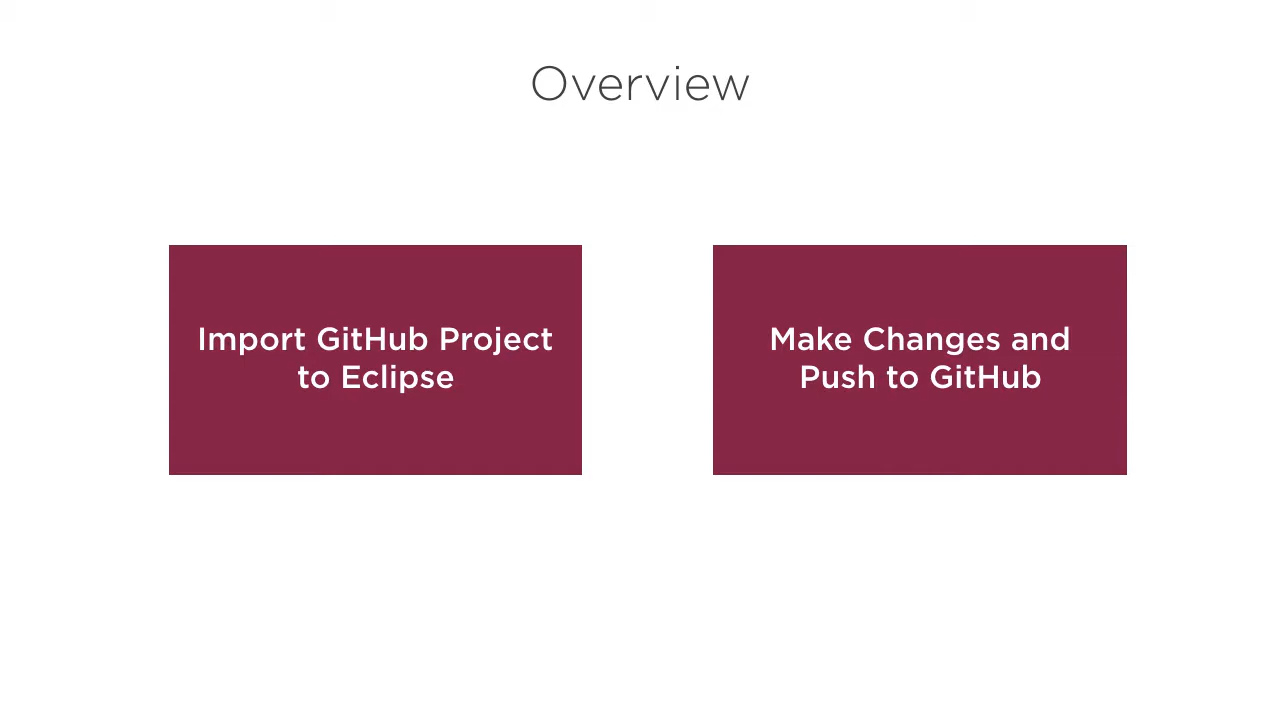 Overview
Import GitHub Project
to Eclipse
Make Changes and
Push to GitHub